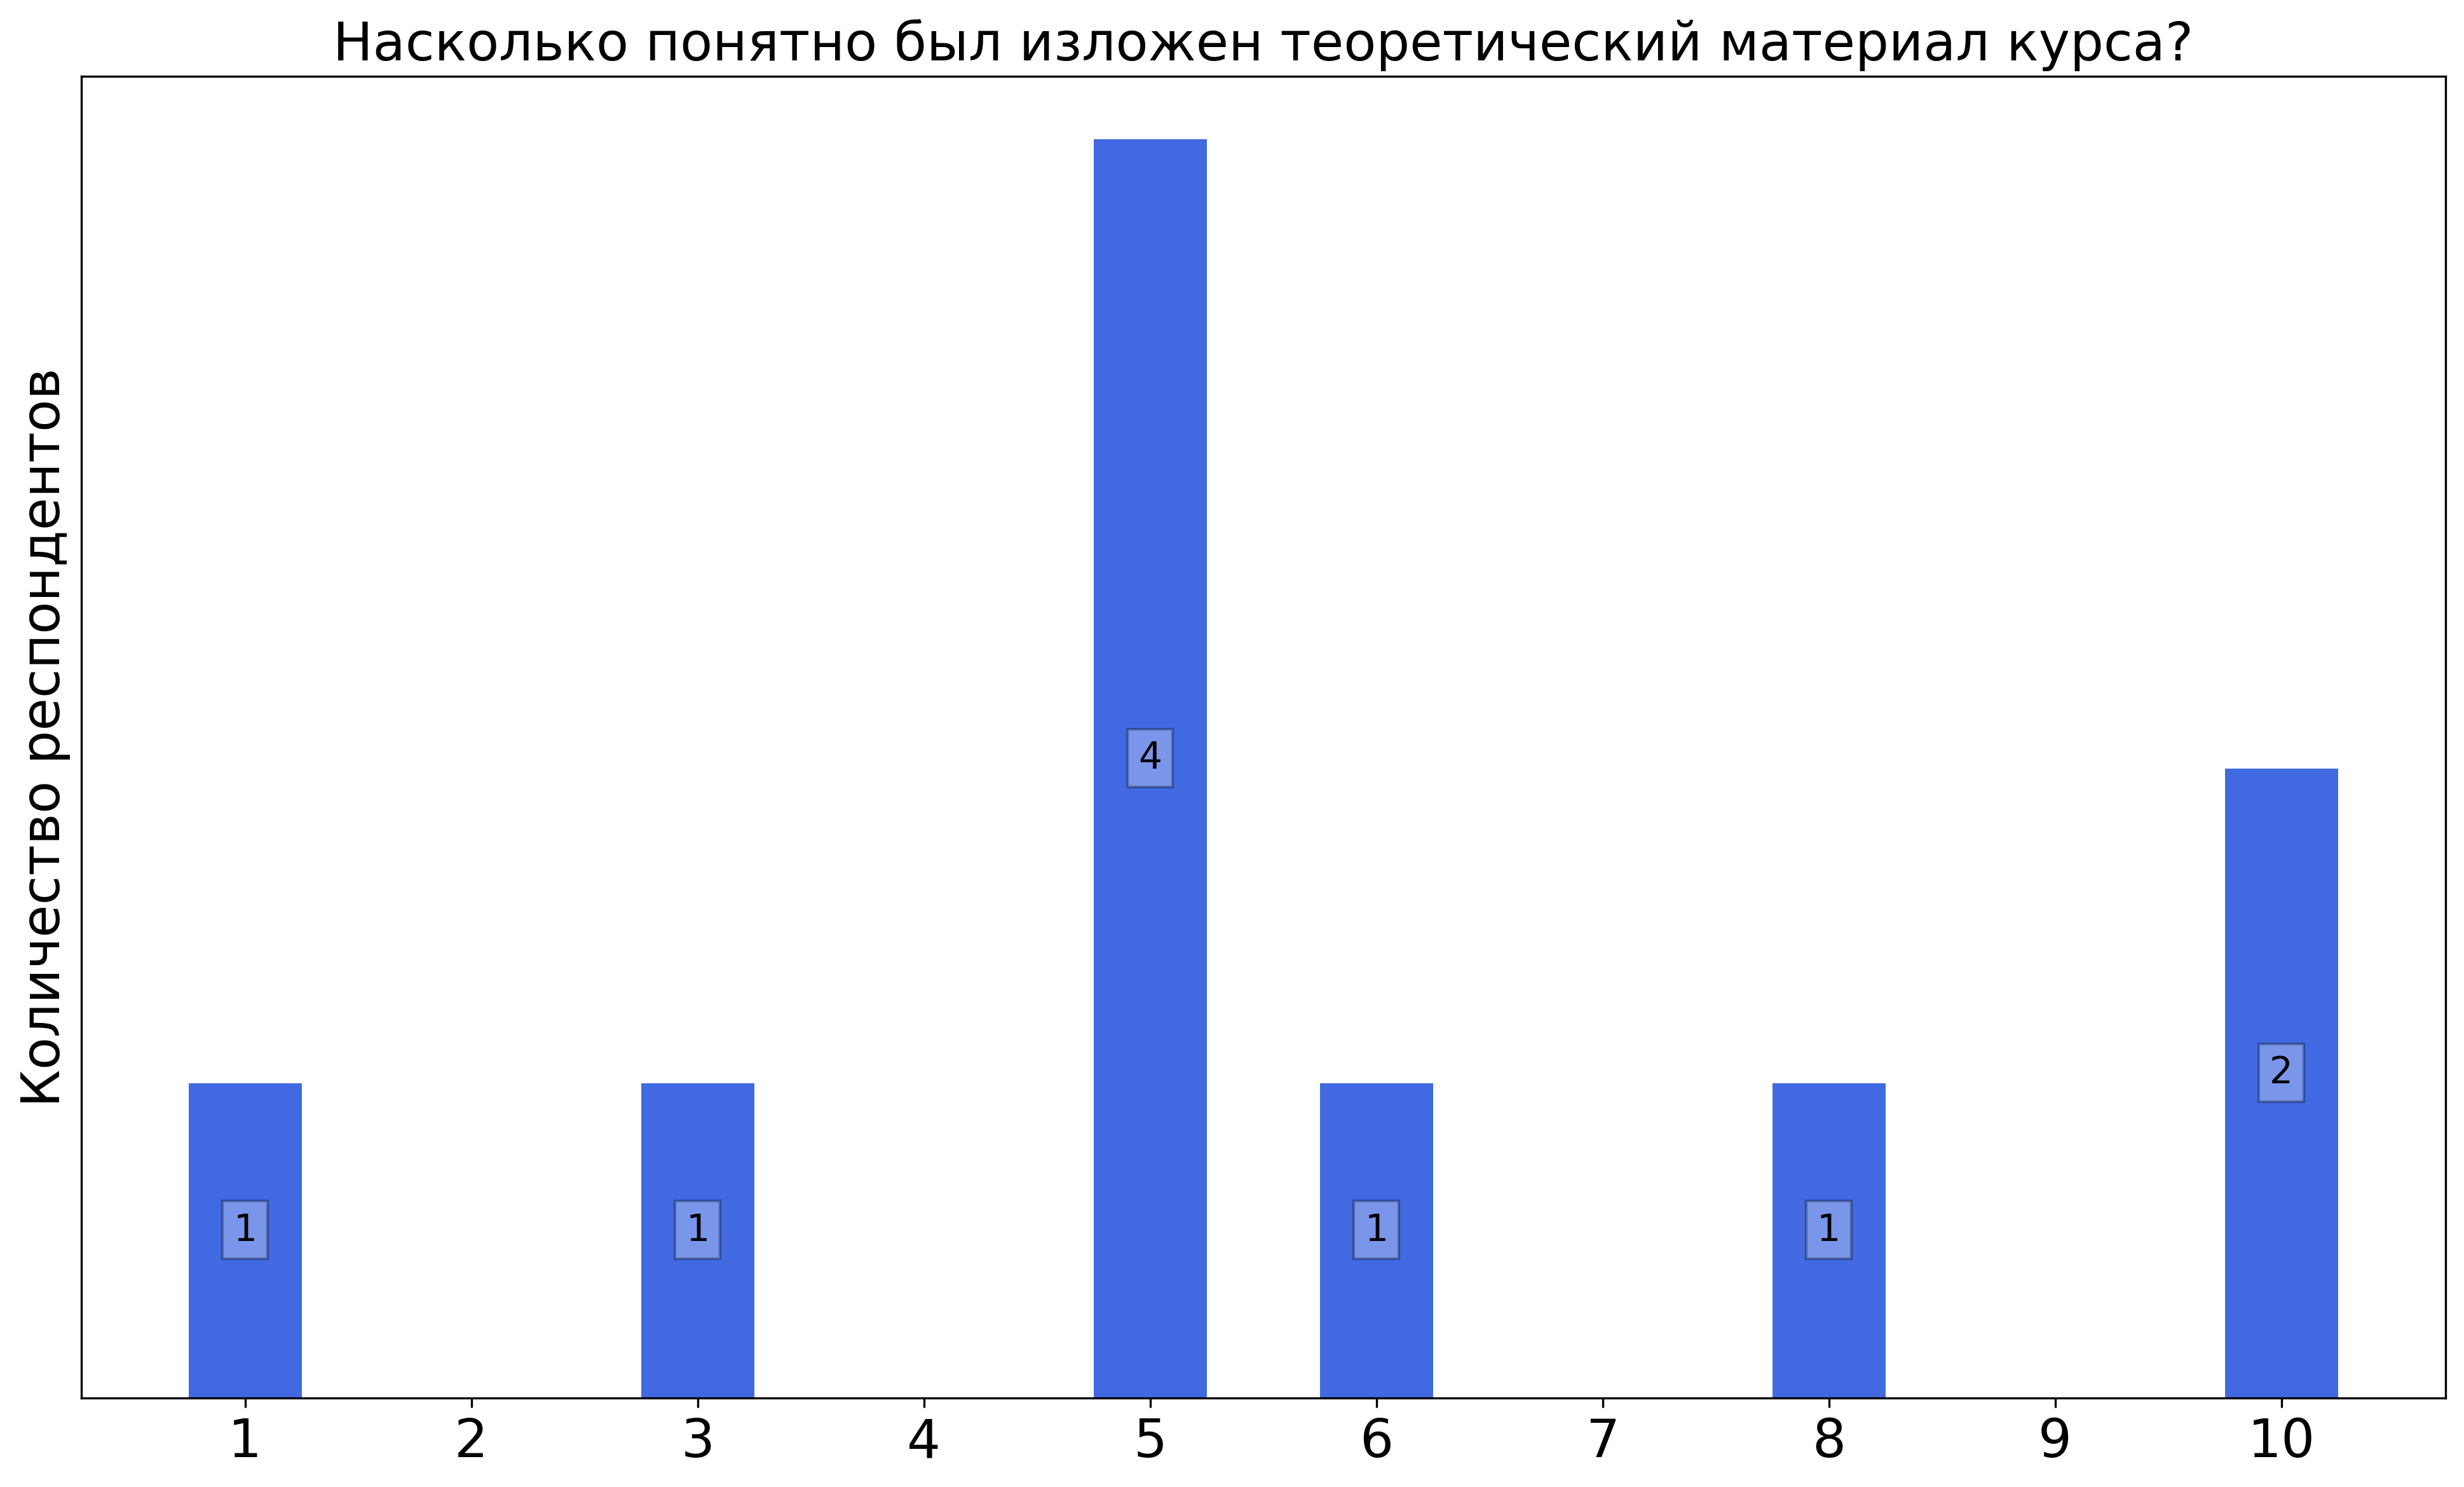 Насколько понятно был изложен теоретический материал курса?
Количество респондентов
4
2
1 1 1 1
1 2 3 4 5 6 7 8 9 10